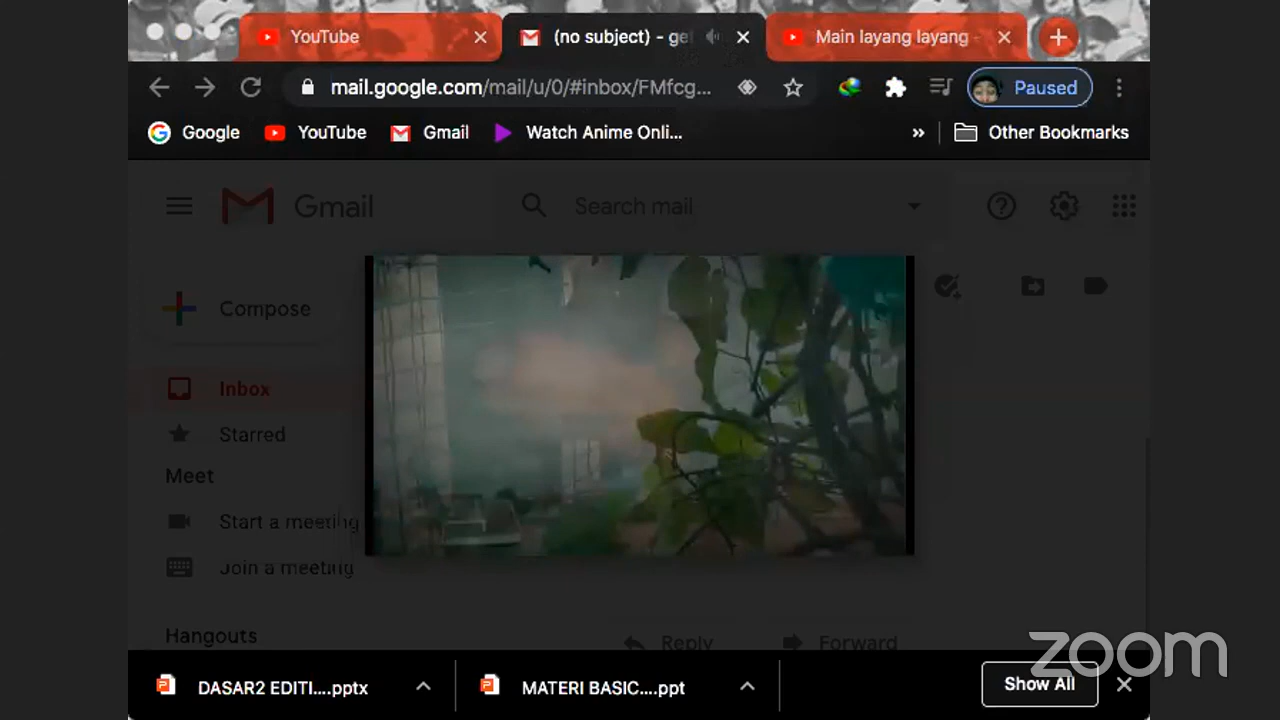 YouTube
(no subject) - ge
Main layang layang -
mail.google.com/mail/u/0/#inbox/FMfcg...
Paused
Google
YouTube
Gmail
Watch Anime Onli...
Other Bookmarks
Gmail
Search mail
Compose
Inbox
Starred
Meet
Start a meeting
Join a meeting
Hangouts
Reply
Forward
zoom
DASAR2 EDITI....pptx
MATERI BASIC....ppt
Show All